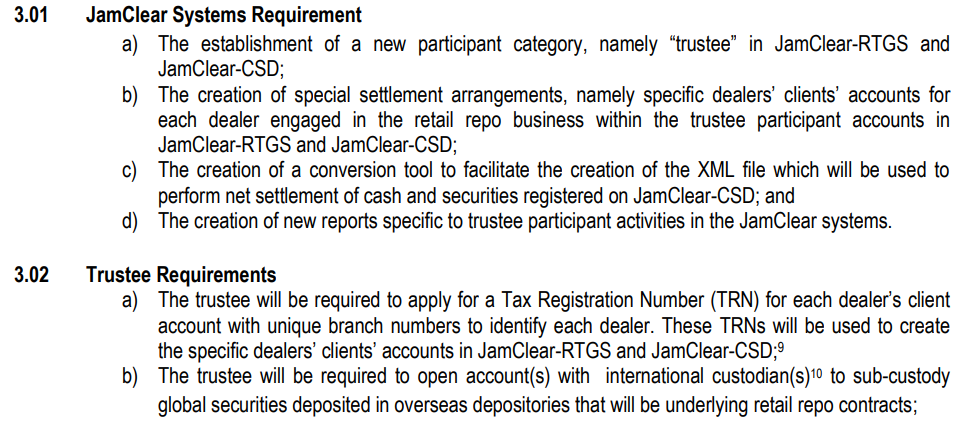 3.01 JamClear Systems Requirement
a) The establishment of a new participant category, namely “trustee” in JamClear-RTGS and
JamClear-CSD;
b) The creation of special settlement arrangements, namely specific dealers’ clients’ accounts for
each dealer engaged in the retail repo business within the trustee participant accounts in
JamClear-RTGS and JamClear-CSD;
c) The creation of a conversion tool to facilitate the creation of the XML file which will be used to
perform net settlement of cash and securities registered on JamClear-CSD; and
d) The creation of new reports specific to trustee participant activities in the JamClear systems.
3.02 Trustee Requirements
a) The trustee will be required to apply for a Tax Registration Number (TRN) for each dealer’s client
account with unique branch numbers to identify each dealer. These TRNs will be used to create
the specific dealers’ clients’ accounts in JamClear-RTGS and JamClear-CSD;9
b) The trustee will be required to open account(s) with international custodian(s)10 to sub-custody
global securities deposited in overseas depositories that will be underlying retail repo contracts;